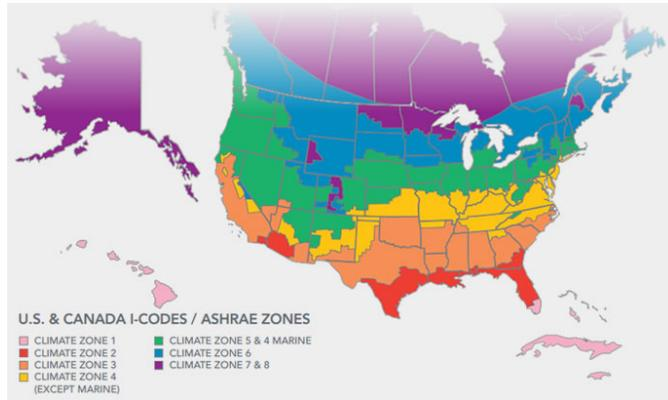 U.S. & CANADA I-CODES / ASHRAE ZONES
CLIMATE ZONE 1
CLIMATE ZONE 2
CLIMATE ZONE 3
CLIMATE ZONE 4
(EXCEPT MARINE)
CLIMATE ZONE 5 & 4 MARINE
CLIMATE ZONE 6
CLIMATE ZONE 7 & 8